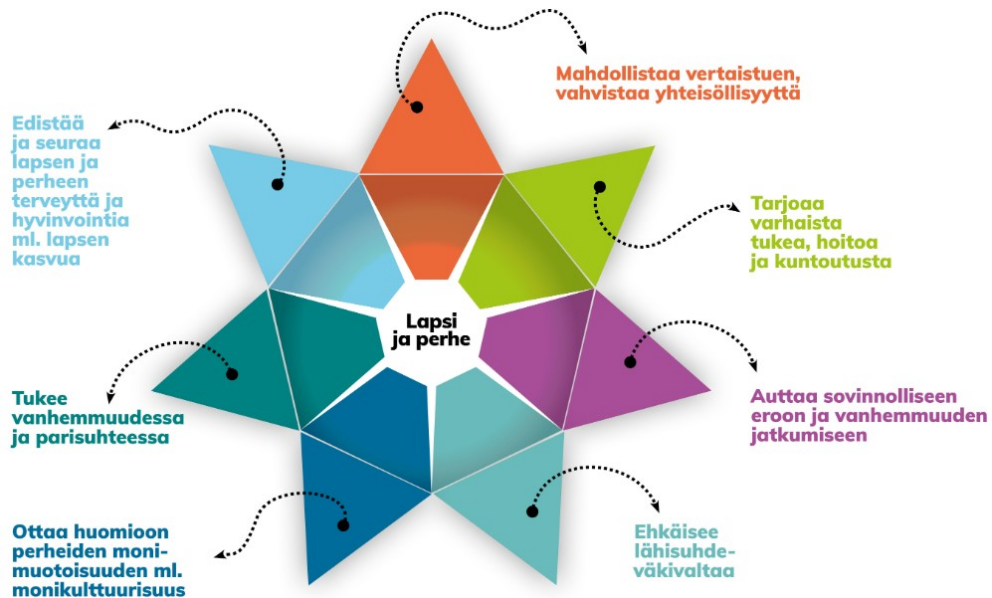 Mahdollistaa vertaistuen,
vahvistaa yhteisöllisyyttä
Edistää
ja seuraa
lapsen ja
perheen
terveyttä ja
hyvinvointia
ml. lapsen
kasvua
Tarjoaa
varhaista
tukea, hoitoa
ja kuntoutusta
Lapsi
ja perhe
Tukee
vanhemmuudessa
ja parisuhteessa
Auttaa sovinnolliseen
eroon ja vanhemmuuden
jatkumiseen
Ottaa huomioon
perheiden moni-
muotoisuuden ml.
monikulttuurisuus
Ehkäisee
lähisuhde-
väkivaltaa